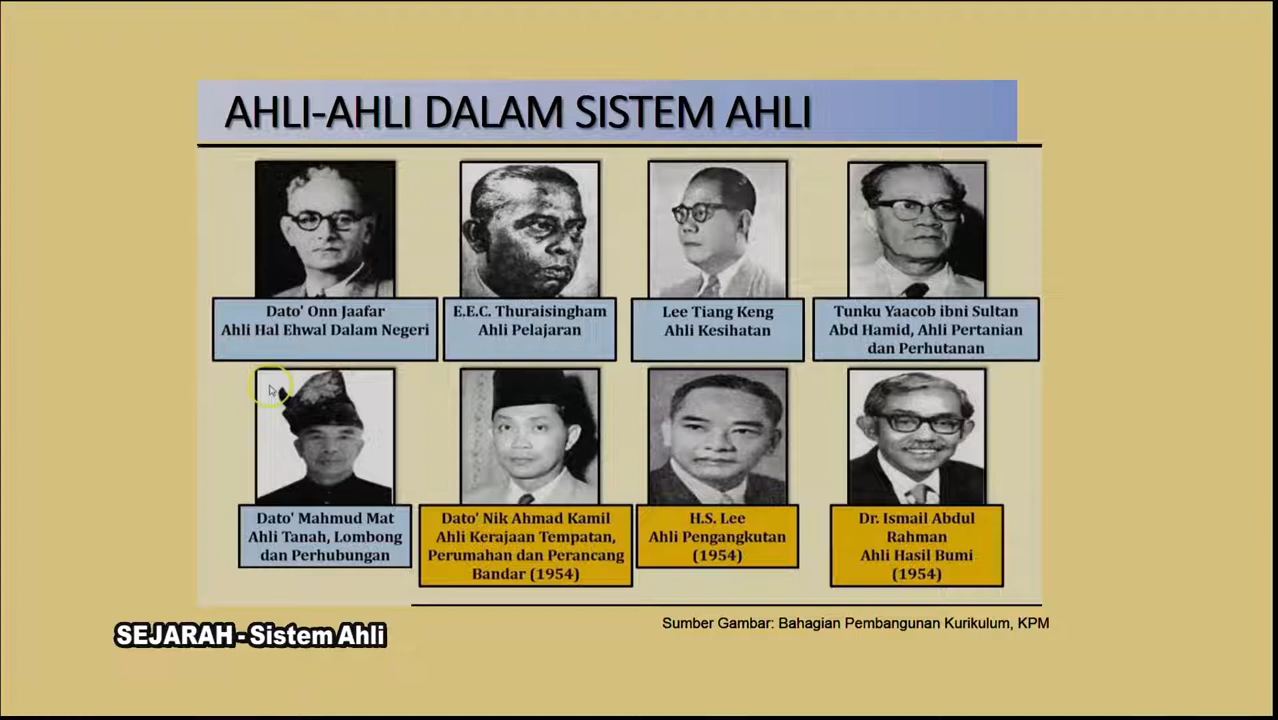 AHLI-AHLI DALAM SISTEM AHLI
Dato' Onn Jaafar
Ahli Hal Ehwal Dalam Negeri
E.E.C. Thuraisingham
Ahli Pelajaran
Lee Tiang Keng
Ahli Kesihatan
Tunku Yaacob ibni Sultan
Abd Hamid, Ahli Pertanian
dan Perhutanan
Dato' Mahmud Mat
Ahli Tanah, Lombong
dan Perhubungan
Dato' Nik Ahmad Kamil
Ahli Kerajaan Tempatan,
Perumahan dan Perancang
Bandar (1954)
H.S. Lee
Ahli Pengangkutan
(1954)
Dr. Ismail Abdul
Rahman
Ahli Hasil Bumi
(1954)
Sumber Gambar: Bahagian Pembangunan Kurikulum, KPM
SEJARAH - Sistem Ahli